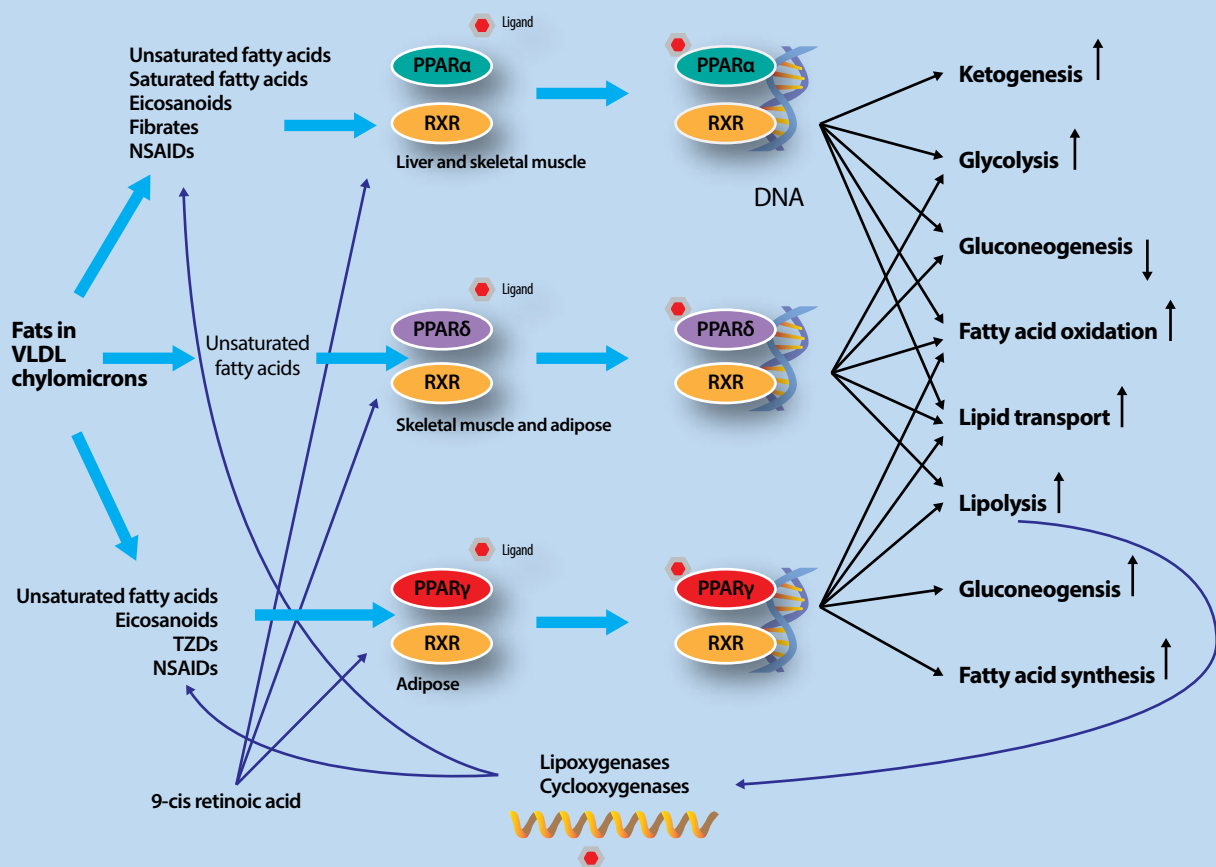 Unsaturated fatty acids
Saturated fatty acids
Eicosanoids
Fibrates
NSAIDs
Ligand
PPARα
RXR
Liver and skeletal muscle
PPARα
RXR
DNA
Fats in
VLDL
chylomicrons
Unsaturated
fatty acids
Ligand
PPARδ
RXR
Skeletal muscle and adipose
PPARδ
RXR
Unsaturated fatty acids
Eicosanoids
TZDs
NSAIDs
Ligand
PPARγ
RXR
Adipose
PPARγ
RXR
Ketogenesis
Glycolysis
Gluconeogenesis
Fatty acid oxidation
Lipid transport
Lipolysis
Gluconeogensis
Fatty acid synthesis
9-cis retinoic acid
Lipoxygenases
Cyclooxygenases